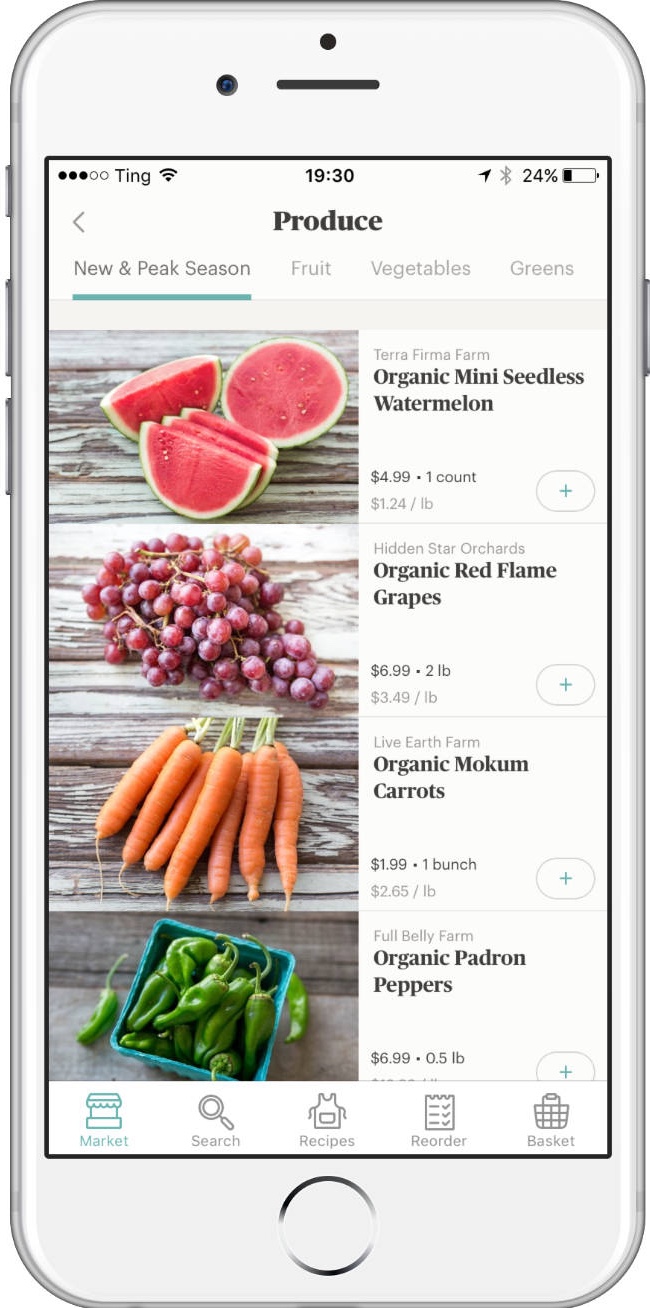 Ting 19:30 24%
Produce
New & Peak Season Fruit Vegetables Greens
Terra Firma Farm
Organic Mini Seedless
Watermelon
$4.99 • 1 count
+
$1.24 / lb
Hidden Star Orchards
Organic Red Flame
Grapes
$6.99 • 2 lb
+
$3.49 / lb
Live Earth Farm
Organic Mokum
Carrots
$1.99 • 1 bunch
+
$2.65 / lb
Full Belly Farm
Organic Padron
Peppers
$6.99 • 0.5 lb
+
Market Search Recipes Reorder Basket